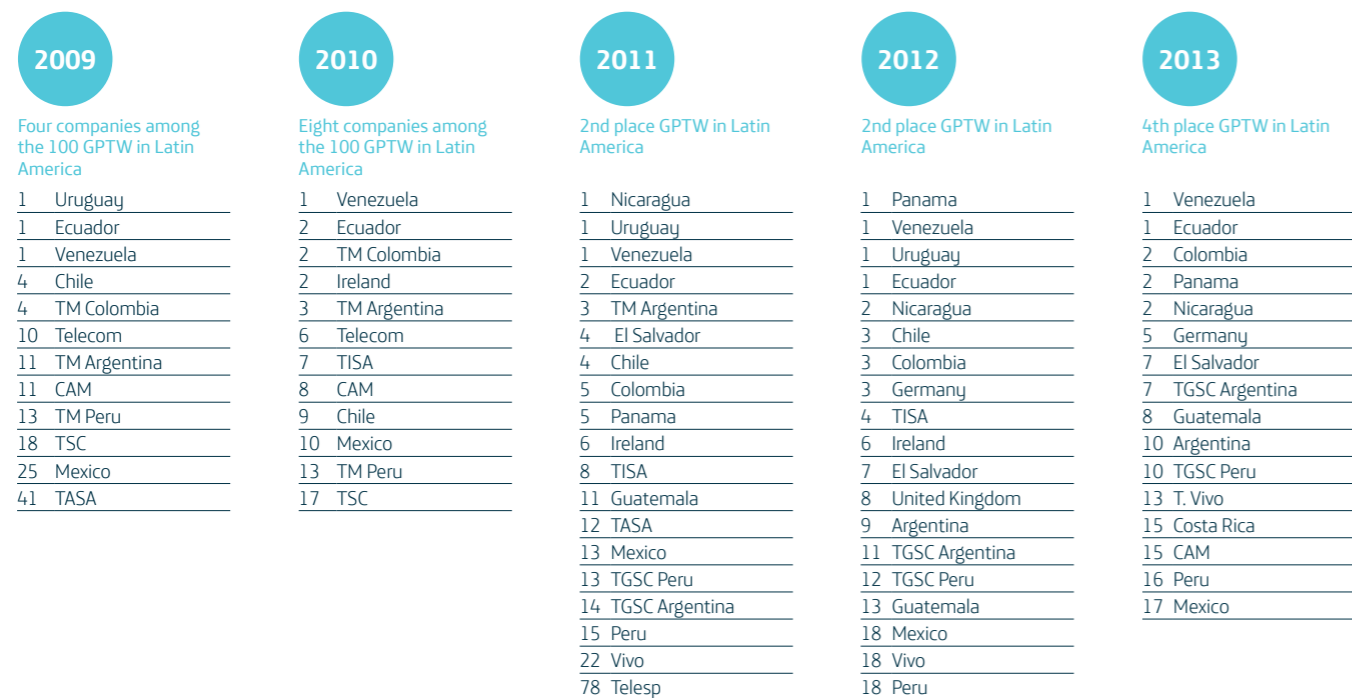 2009
Four companies among
the 100 GPTW in Latin
America
1 Uruguay
1 Ecuador
1 Venezuela
4 Chile
4 TM Colombia
10 Telecom
11 TM Argentina
11 CAM
13 TM Peru
18 TSC
25 Mexico
41 TASA
2010
Eight companies among
the 100 GPTW in Latin
America
1 Venezuela
2 Ecuador
2 TM Colombia
2 Ireland
3 TM Argentina
6 Telecom
7 TISA
8 CAM
9 Chile
10 Mexico
13 TM Peru
17 TSC
2011
2nd place GPTW in Latin
America
1 Nicaragua
1 Uruguay
1 Venezuela
2 Ecuador
3 TM Argentina
4 El Salvador
4 Chile
5 Colombia
5 Panama
6 Ireland
8 TISA
11 Guatemala
12 TASA
13 Mexico
13 TGSC Peru
14 TGSC Argentina
15 Peru
22 Vivo
78 Telesp
2012
2nd place GPTW in Latin
America
1 Panama
1 Venezuela
1 Uruguay
1 Ecuador
2 Nicaragua
3 Chile
3 Colombia
3 Germany
4 TISA
6 Ireland
7 El Salvador
8 United Kingdom
9 Argentina
11 TGSC Argentina
12 TGSC Peru
13 Guatemala
18 Mexico
18 Vivo
18 Peru
2013
4th place GPTW in Latin
America
1 Venezuela
1 Ecuador
2 Colombia
2 Panama
2 Nicaragua
5 Germany
7 El Salvador
7 TGSC Argentina
8 Guatemala
10 Argentina
10 TGSC Peru
13 T. Vivo
15 Costa Rica
15 CAM
16 Peru
17 Mexico